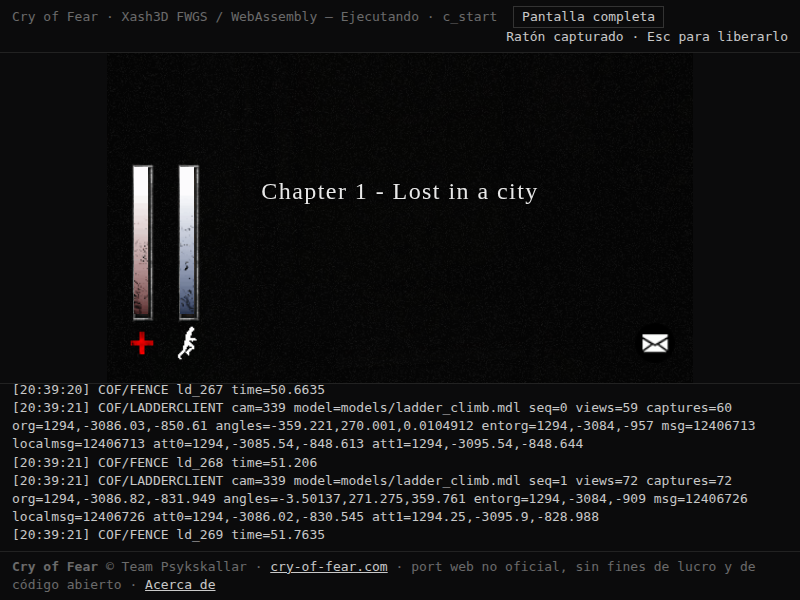 Cry of Fear · Xash3D FWGS / WebAssembly — Ejecutando · c_start
Pantalla completa
Ratón capturado · Esc para liberarlo
Chapter 1 - Lost in a city
[20:39:20] COF/FENCE ld_267 time=50.6635
[20:39:21] COF/LADDERCLIENT cam=339 model=models/ladder_climb.mdl seq=0 views=59 captures=60
org=1294,-3086.03,-850.61 angles=-359.221,270.001,0.0104912 entorg=1294,-3084,-957 msg=12406713
localmsg=12406713 att0=1294,-3085.54,-848.613 att1=1294,-3095.54,-848.644
[20:39:21] COF/FENCE ld_268 time=51.206
[20:39:21] COF/LADDERCLIENT cam=339 model=models/ladder_climb.mdl seq=1 views=72 captures=72
org=1294,-3086.82,-831.949 angles=-3.50137,271.275,359.761 entorg=1294,-3084,-909 msg=12406726
localmsg=12406726 att0=1294,-3086.02,-830.545 att1=1294.25,-3095.9,-828.988
[20:39:21] COF/FENCE ld_269 time=51.7635
Cry of Fear © Team Psykskallar · cry-of-fear.com · port web no oficial, sin fines de lucro y de
código abierto · Acerca de